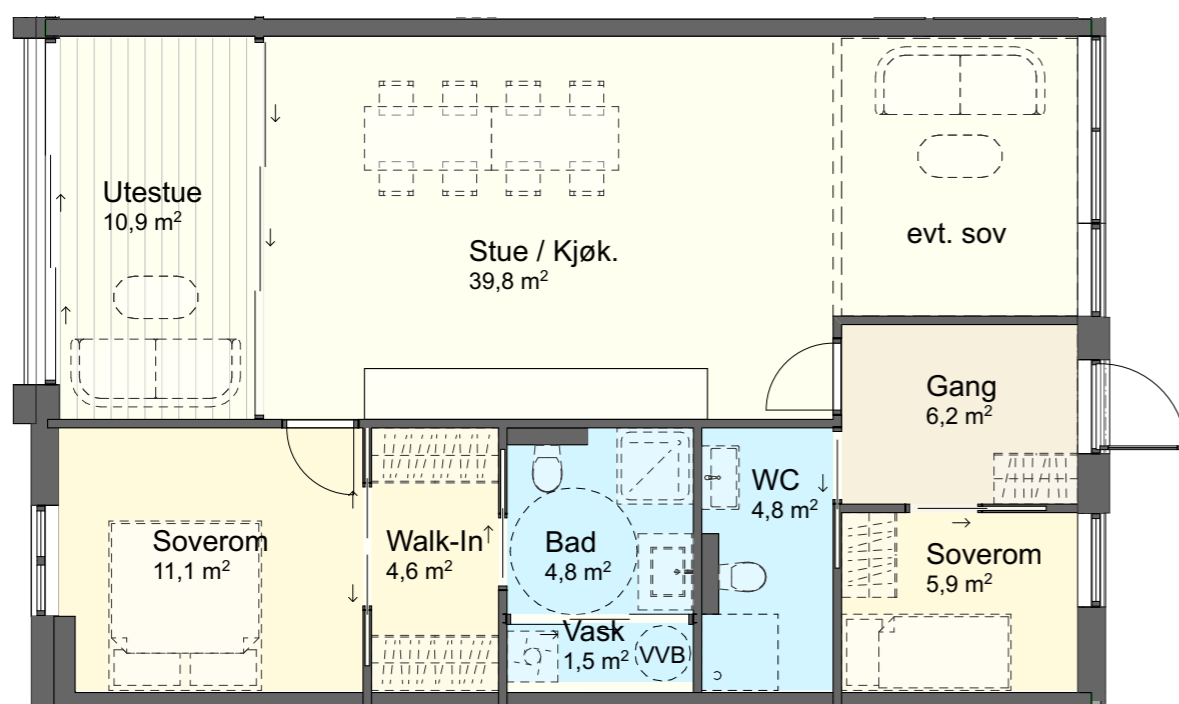 Utestue
10,9 m²
Stue / Kjøk.
39,8 m²
evt. sov
Gang
6,2 m²
Soverom
11,1 m²
Walk-In
4,6 m²
Bad
4,8 m²
WC
4,8 m²
Soverom
5,9 m²
Vask
1,5 m²
VVB